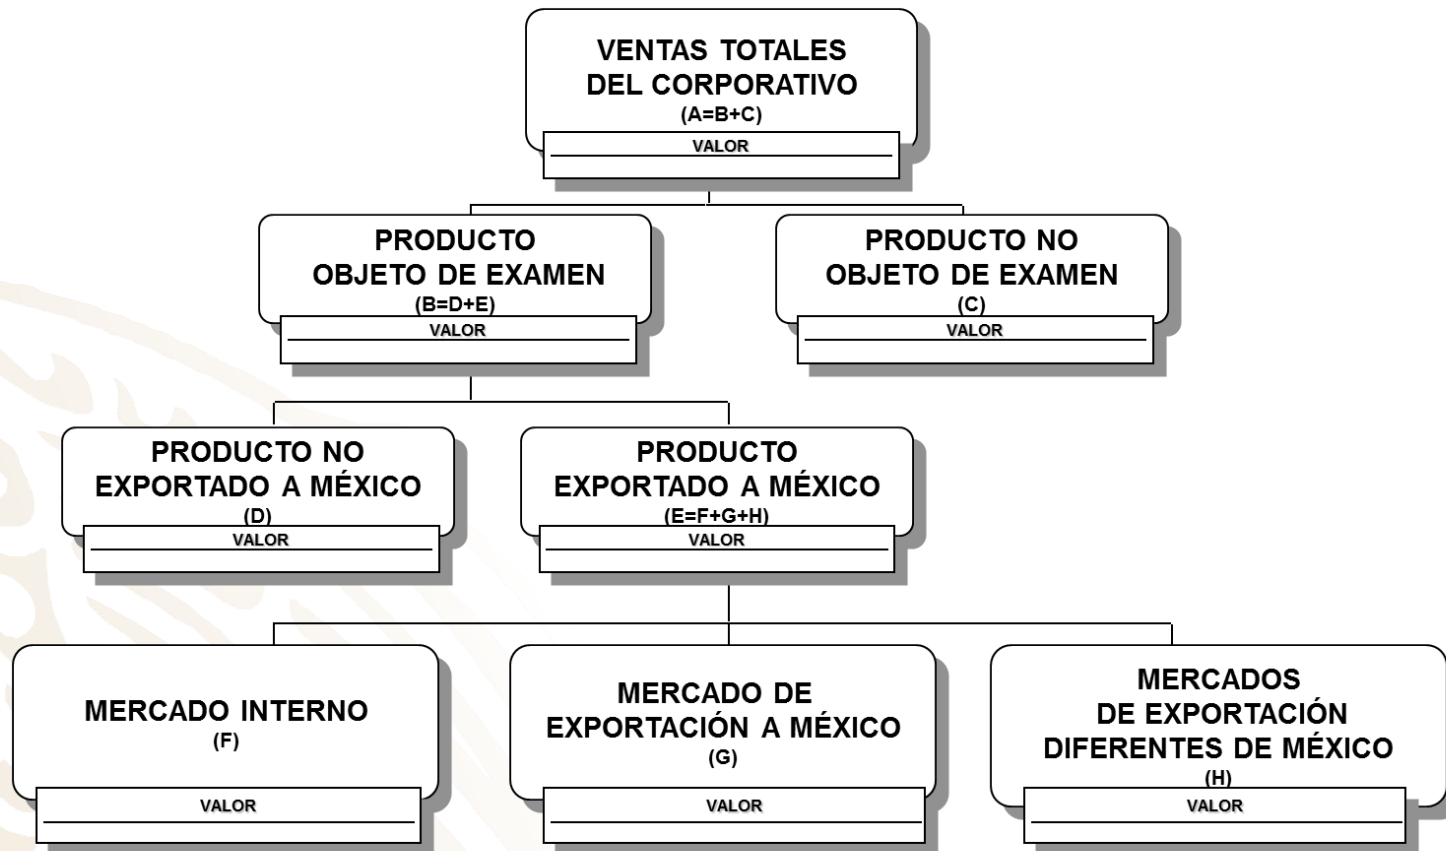 VENTAS TOTALES
DEL CORPORATIVO
(A=B+C)
VALOR
PRODUCTO
OBJETO DE EXAMEN
(B=D+E)
VALOR
PRODUCTO NO
OBJETO DE EXAMEN
(C)
VALOR
PRODUCTO NO
EXPORTADO A MÉXICO
(D)
VALOR
PRODUCTO
EXPORTADO A MÉXICO
(E=F+G+H)
VALOR
MERCADO INTERNO
(F)
VALOR
MERCADO DE
EXPORTACIÓN A MÉXICO
(G)
VALOR
MERCADOS
DE EXPORTACIÓN
DIFERENTES DE MÉXICO
(H)
VALOR